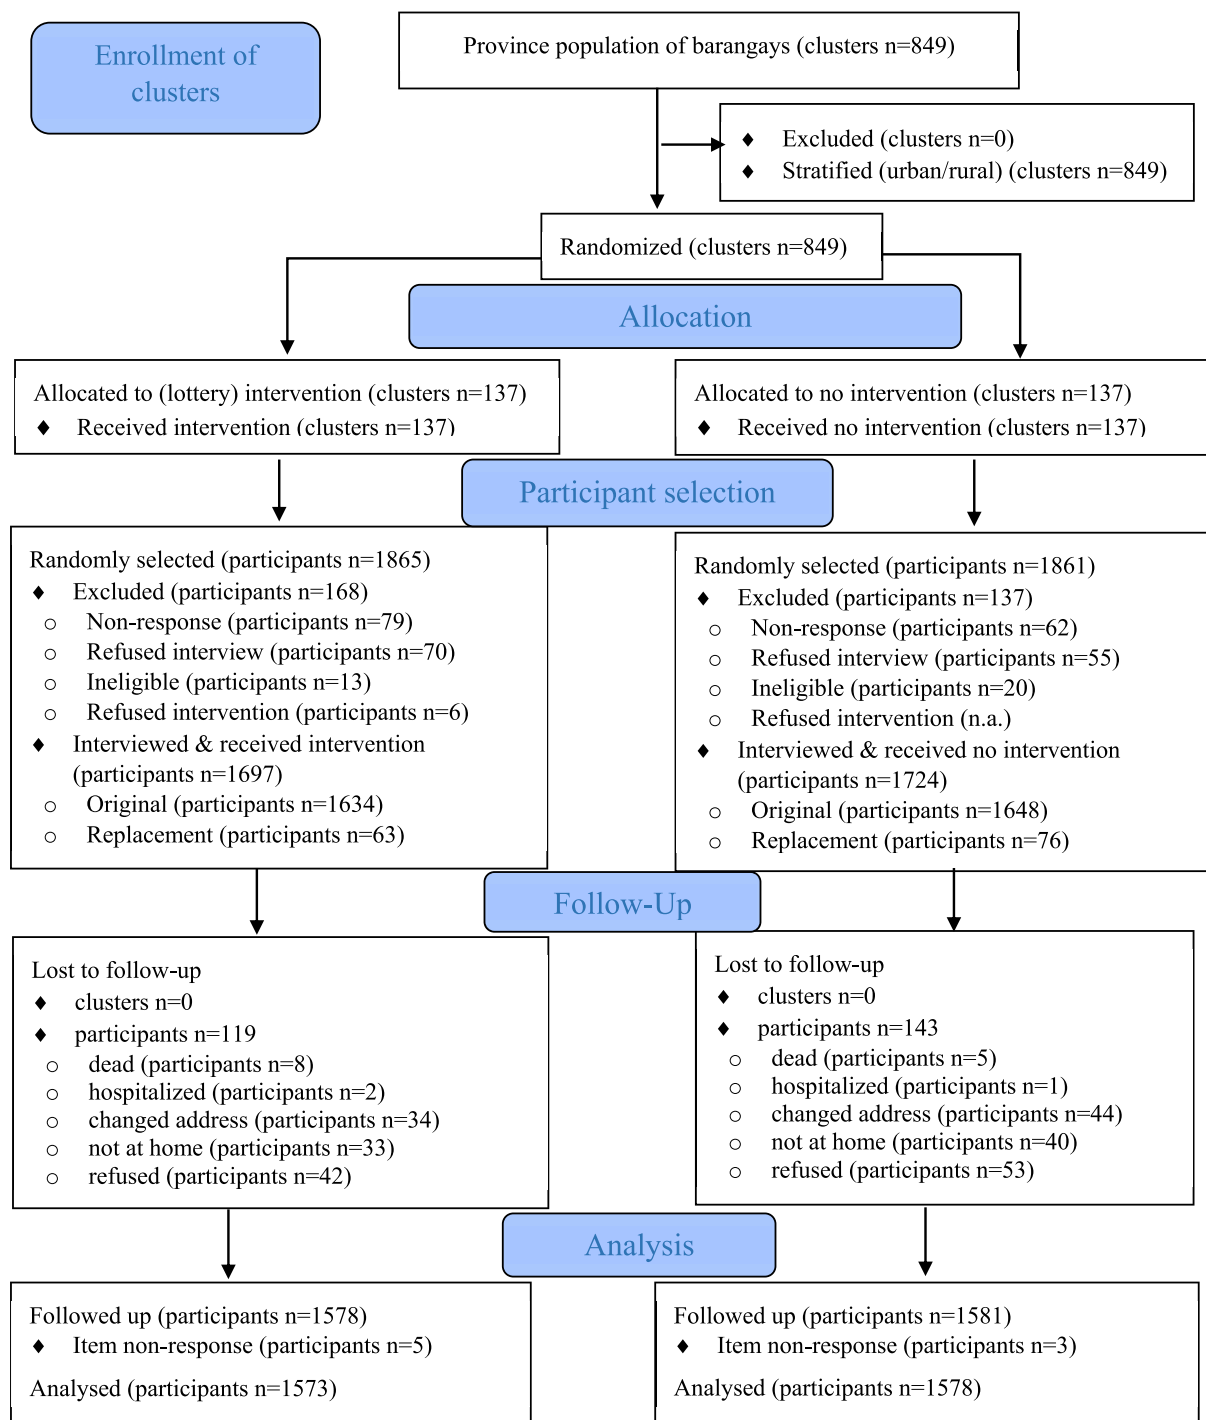 Enrollment of
clusters
Province population of barangays (clusters n=849)
♦ Excluded (clusters n=0)
♦ Stratified (urban/rural) (clusters n=849)
Randomized (clusters n=849)
Allocation
Allocated to (lottery) intervention (clusters n=137)
♦ Received intervention (clusters n=137)
Allocated to no intervention (clusters n=137)
♦ Received no intervention (clusters n=137)
Participant selection
Randomly selected (participants n=1865)
♦ Excluded (participants n=168)
o Non-response (participants n=79)
o Refused interview (participants n=70)
o Ineligible (participants n=13)
o Refused intervention (participants n=6)
♦ Interviewed & received intervention
(participants n=1697)
o Original (participants n=1634)
o Replacement (participants n=63)
Randomly selected (participants n=1861)
♦ Excluded (participants n=137)
o Non-response (participants n=62)
o Refused interview (participants n=55)
o Ineligible (participants n=20)
o Refused intervention (n.a.)
♦ Interviewed & received no intervention
(participants n=1724)
o Original (participants n=1648)
o Replacement (participants n=76)
Follow-Up
Lost to follow-up
♦ clusters n=0
♦ participants n=119
o dead (participants n=8)
o hospitalized (participants n=2)
o changed address (participants n=34)
o not at home (participants n=33)
o refused (participants n=42)
Lost to follow-up
♦ clusters n=0
♦ participants n=143
o dead (participants n=5)
o hospitalized (participants n=1)
o changed address (participants n=44)
o not at home (participants n=40)
o refused (participants n=53)
Analysis
Followed up (participants n=1578)
♦ Item non-response (participants n=5)
Analysed (participants n=1573)
Followed up (participants n=1581)
♦ Item non-response (participants n=3)
Analysed (participants n=1578)